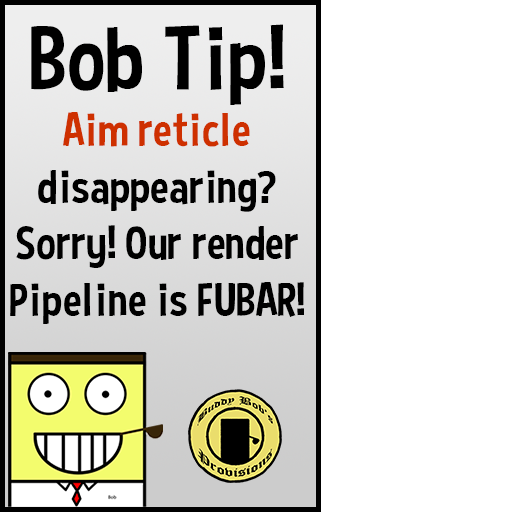 Bob Tip!
Aim reticle
disappearing?
Sorry! Our render
Pipeline is FUBAR!
Buddy Bob's
Provisions
Bob